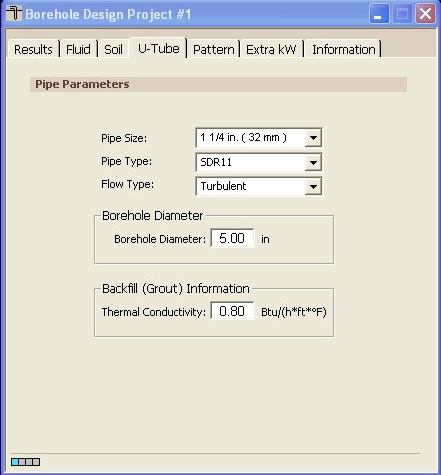 Borehole Design Project #1
Results Fluid Soil U-Tube Pattern Extra kW Information
Pipe Parameters
Pipe Size: 1 1/4 in. ( 32 mm )
Pipe Type: SDR11
Flow Type: Turbulent
Borehole Diameter
Borehole Diameter: 5.00 in
Backfill (Grout) Information
Thermal Conductivity: 0.80 Btu/(h*ft*°F)